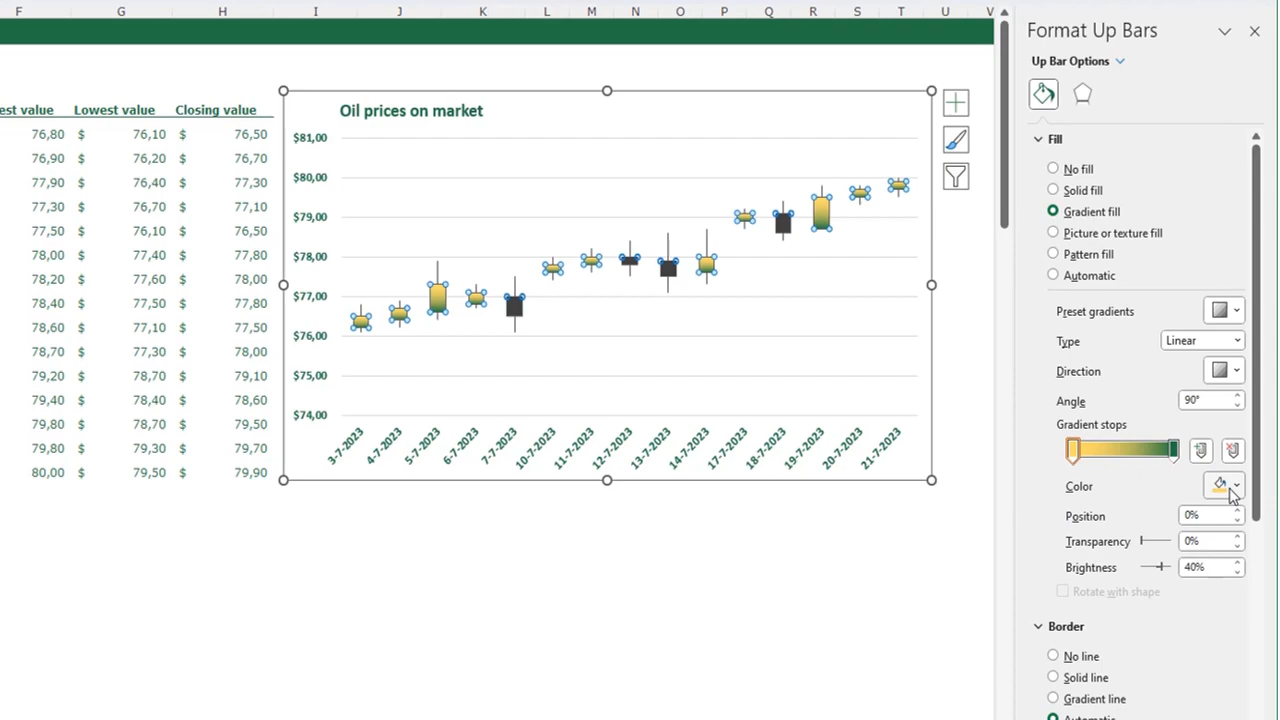 F G H I J K L M N O P Q R S T U V
Format Up Bars
Up Bar Options
est value Lowest value Closing value
76,80 $ 76,10 $ 76,50
76,90 $ 76,20 $ 76,70
77,90 $ 76,40 $ 77,30
77,30 $ 76,70 $ 77,10
77,50 $ 76,10 $ 76,50
78,00 $ 77,40 $ 77,80
78,20 $ 77,60 $ 78,00
78,40 $ 77,50 $ 77,80
78,60 $ 77,10 $ 77,50
78,70 $ 77,30 $ 78,00
79,20 $ 78,70 $ 79,10
79,40 $ 78,40 $ 78,60
79,80 $ 78,70 $ 79,50
79,80 $ 79,30 $ 79,70
80,00 $ 79,50 $ 79,90
Oil prices on market
$81,00
$80,00
$79,00
$78,00
$77,00
$76,00
$75,00
$74,00
3-7-2023 4-7-2023 5-7-2023 6-7-2023 7-7-2023 10-7-2023 11-7-2023 12-7-2023 13-7-2023 14-7-2023 17-7-2023 18-7-2023 19-7-2023 20-7-2023 21-7-2023
Fill
No fill
Solid fill
Gradient fill
Picture or texture fill
Pattern fill
Automatic
Preset gradients
Type Linear
Direction
Angle 90°
Gradient stops
Color
Position 0%
Transparency 0%
Brightness 40%
Rotate with shape
Border
No line
Solid line
Gradient line
Automatic